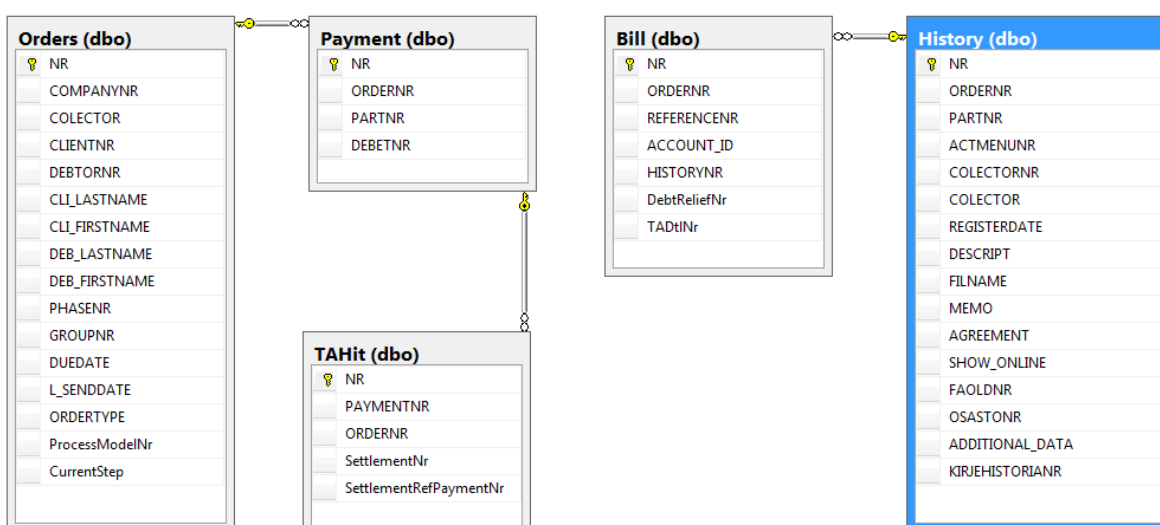 Orders (dbo)
NR
COMPANYNR
COLECTOR
CLIENTNR
DEBTORNR
CLI_LASTNAME
CLI_FIRSTNAME
DEB_LASTNAME
DEB_FIRSTNAME
PHASENR
GROUPNR
DUEDATE
L_SENDDATE
ORDERTYPE
ProcessModelNr
CurrentStep
Payment (dbo)
NR
ORDERNR
PARTNR
DEBETNR
TAHit (dbo)
NR
PAYMENTNR
ORDERNR
SettlementNr
SettlementRefPaymentNr
Bill (dbo)
NR
ORDERNR
REFERENCENR
ACCOUNT_ID
HISTORYNR
DebtReliefNr
TADtlNr
History (dbo)
NR
ORDERNR
PARTNR
ACTMENUNR
COLECTORNR
COLECTOR
REGISTERDATE
DESCRIPT
FILNAME
MEMO
AGREEMENT
SHOW_ONLINE
FAOLDNR
OSASTONR
ADDITIONAL_DATA
KIRJEHISTORIANR